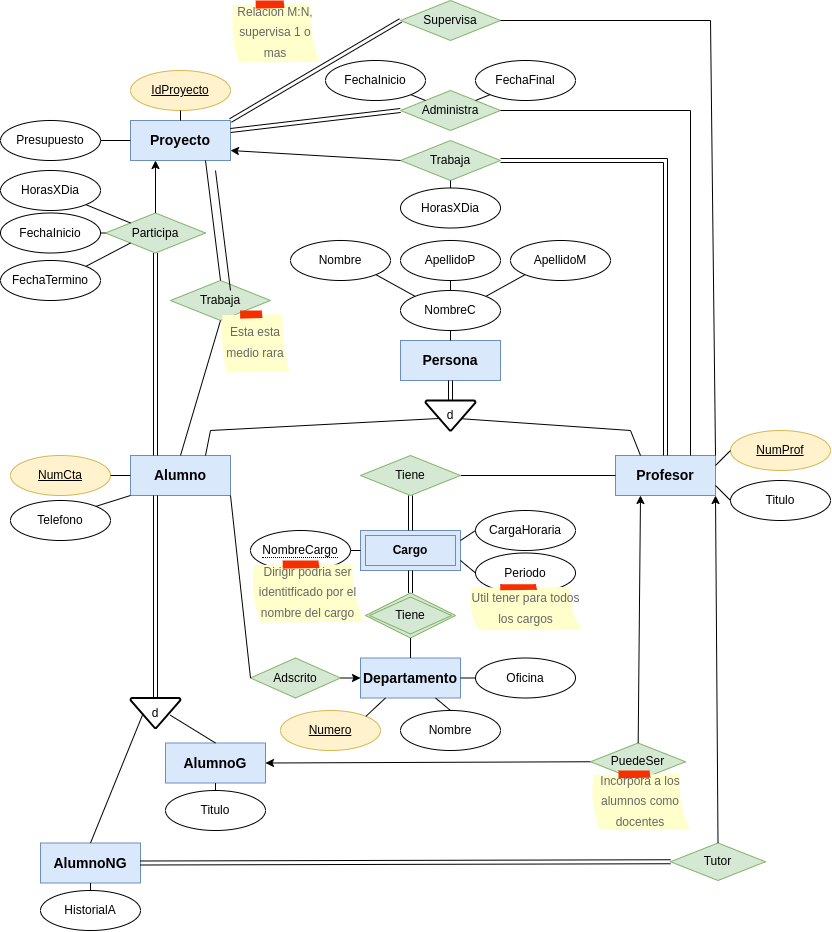 Relación M:N,
supervisa 1 o
mas
Supervisa
FechaInicio
FechaFinal
IdProyecto
Administra
Presupuesto
Proyecto
Trabaja
HorasXDia
HorasXDia
FechaInicio
Participa
FechaTermino
Nombre
ApellidoP
ApellidoM
NombreC
Trabaja
Esta esta
medio rara
Persona
d
NumCta
Alumno
Telefono
Tiene
Profesor
NumProf
Titulo
NombreCargo
Cargo
CargaHoraria
Periodo
Dirigir podria ser
identitficado por el
nombre del cargo
Util tener para todos
los cargos
Tiene
Adscrito
Departamento
Oficina
Numero
Nombre
d
AlumnoG
Titulo
PuedeSer
Incorpora a los
alumnos como
docentes
AlumnoNG
HistorialA
Tutor